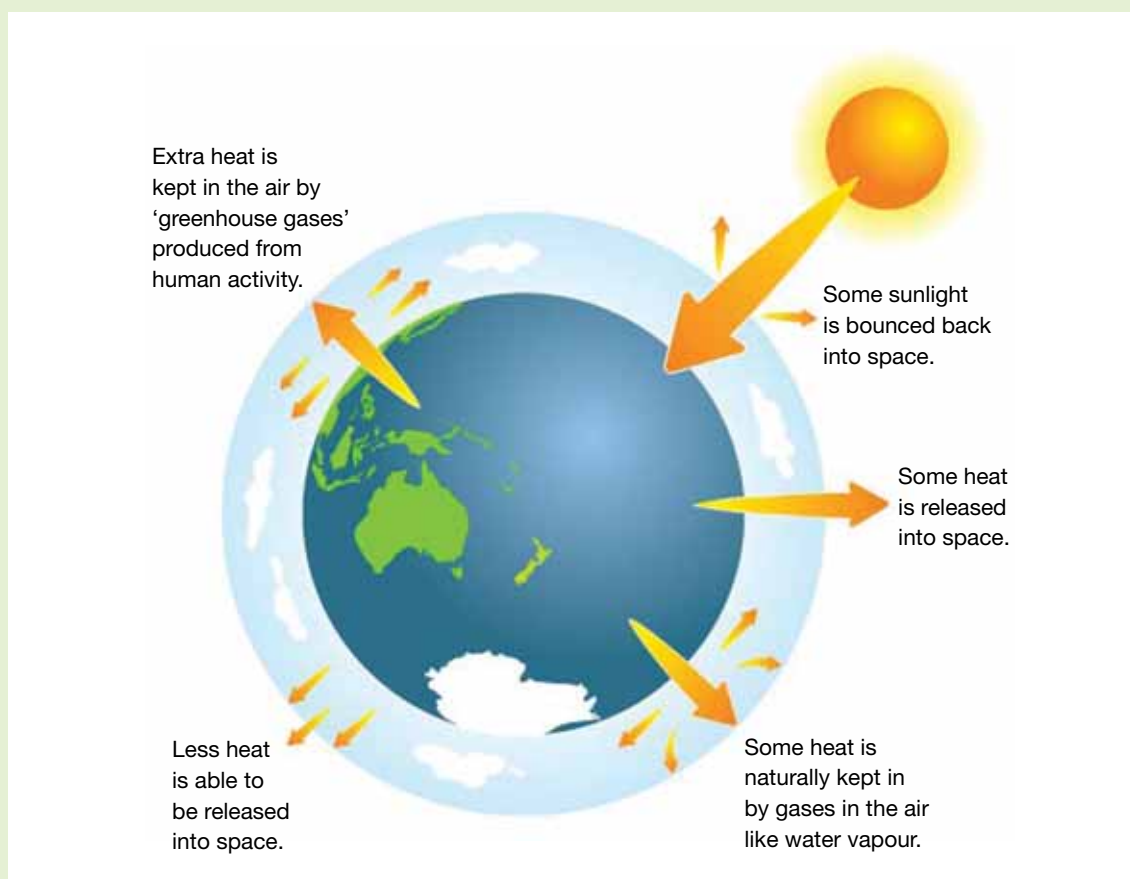 Extra heat is
kept in the air by
‘greenhouse gases’
produced from
human activity.
Some sunlight
is bounced back
into space.
Some heat
is released
into space.
Less heat
is able to
be released
into space.
Some heat is
naturally kept in
by gases in the air
like water vapour.